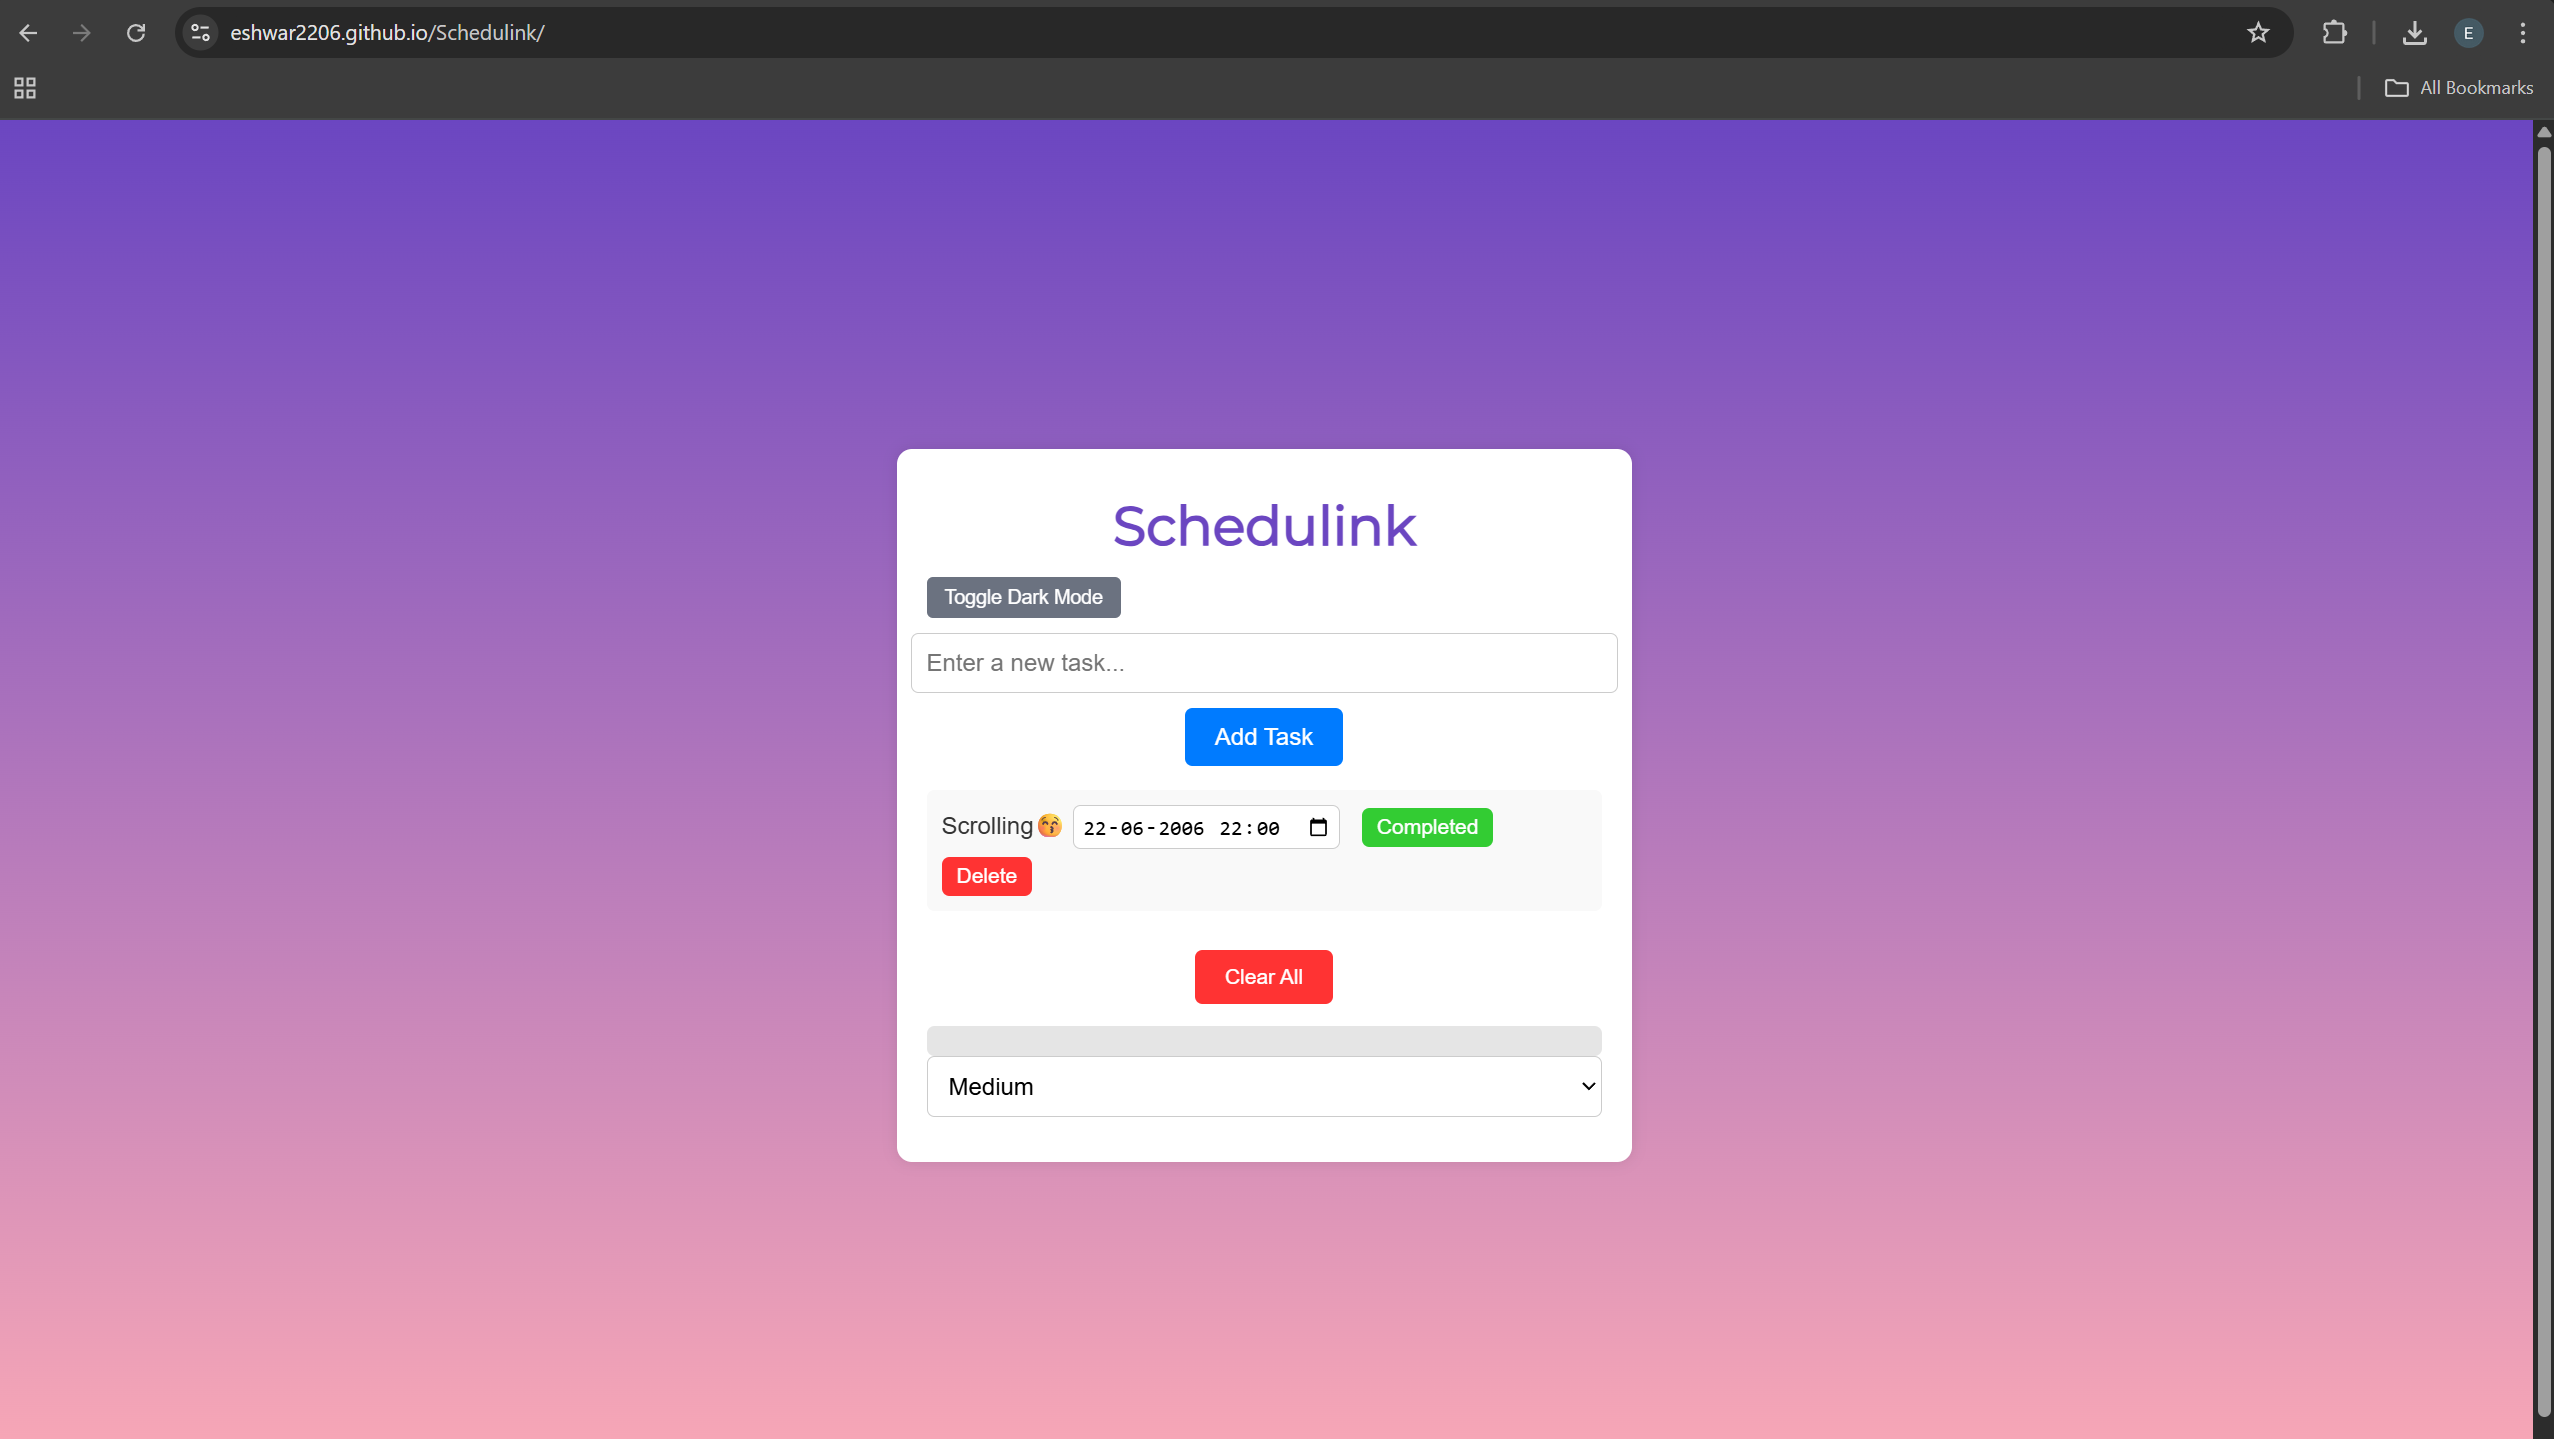 eshwar2206.github.io/Schedulink/
E
All Bookmarks
Schedulink
Toggle Dark Mode
Enter a new task...
Add Task
Scrolling😚 22-06-2006 22:00 Completed
Delete
Clear All
Medium